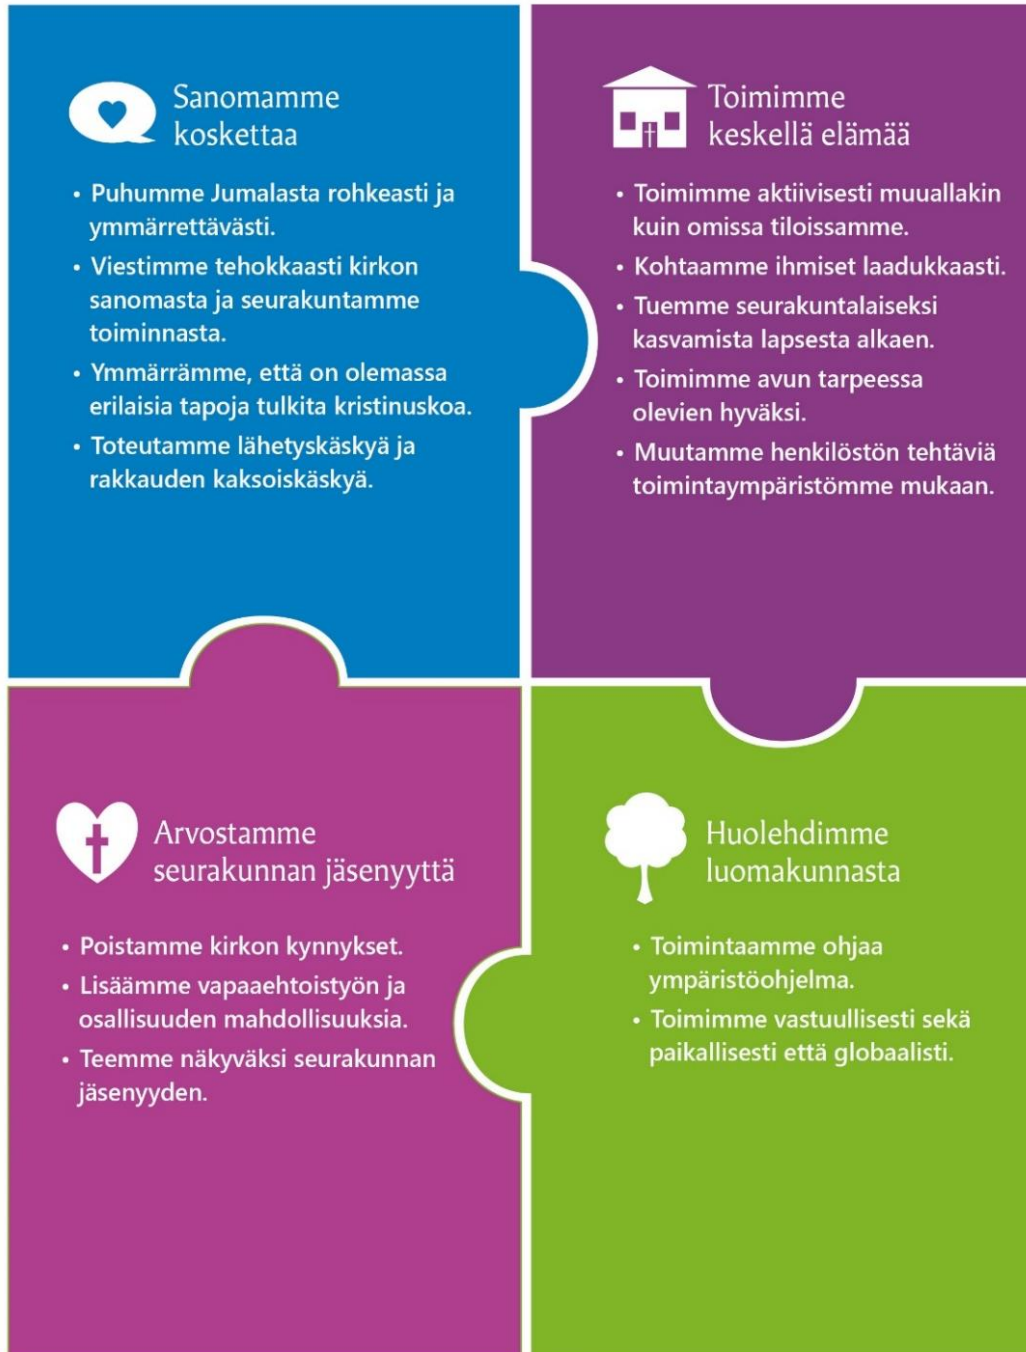 Sanomamme
koskettaa
• Puhumme Jumalasta rohkeasti ja
ymmärrettävästi.
• Viestimme tehokkaasti kirkon
sanomasta ja seurakuntamme
toiminnasta.
• Ymmärrämme, että on olemassa
erilaisia tapoja tulkita kristinuskoa.
• Toteutamme lähetyskäskyä ja
rakkauden kaksoiskäskyä.
Toimimme
keskellä elämää
• Toimimme aktiivisesti muuallakin
kuin omissa tiloissamme.
• Kohtaamme ihmiset laadukkaasti.
• Tuemme seurakuntalaiseksi
kasvamista lapsesta alkaen.
• Toimimme avun tarpeessa
olevien hyväksi.
• Muutamme henkilöstön tehtäviä
toimintaympäristömme mukaan.
Arvostamme
seurakunnan jäsenyyttä
• Poistamme kirkon kynnykset.
• Lisäämme vapaaehtoistyön ja
osallisuuden mahdollisuuksia.
• Teemme näkyväksi seurakunnan
jäsenyyden.
Huolehdimme
luomakunnasta
• Toimintaamme ohjaa
ympäristöohjelma.
• Toimimme vastuullisesti sekä
paikallisesti että globaalisti.